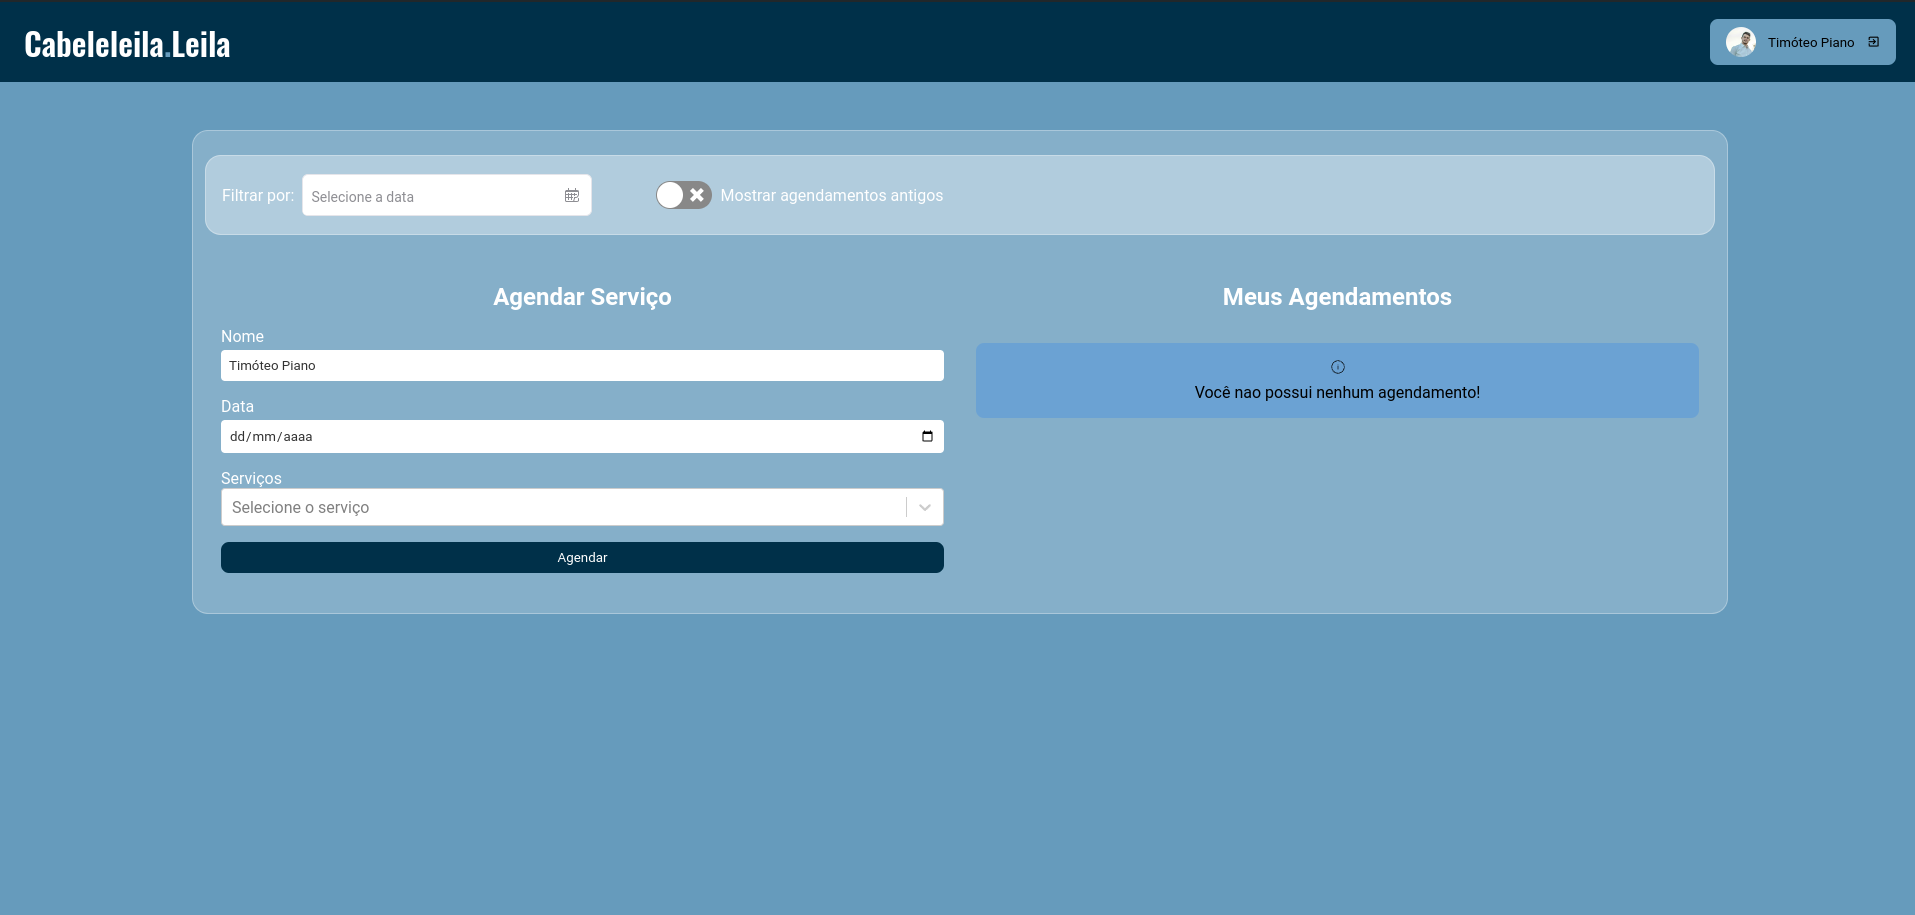 Cabeleleila.Leila
Timóteo Piano
Filtrar por:
Selecione a data
Mostrar agendamentos antigos
Agendar Serviço
Nome
Timóteo Piano
Data
dd/mm/aaaa
Serviços
Selecione o serviço
Agendar
Meus Agendamentos
Você nao possui nenhum agendamento!